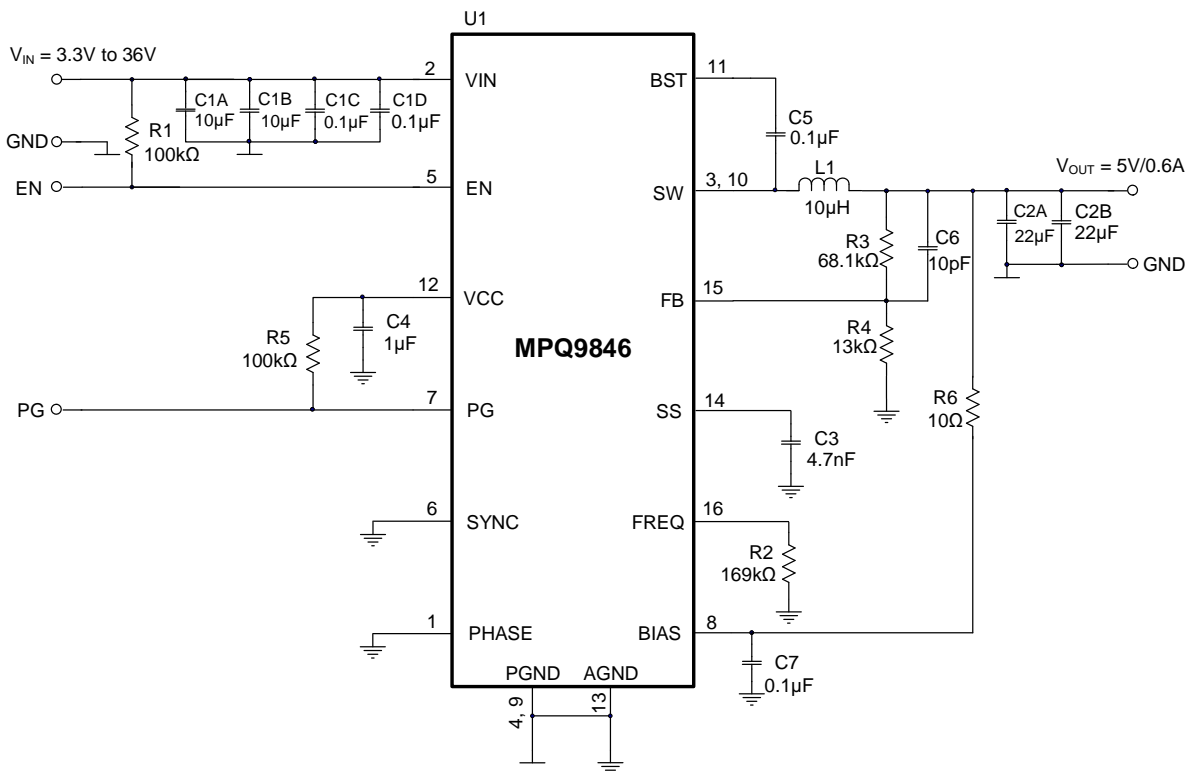 U1
V_IN = 3.3V to 36V
2
VIN
BST
11
C1A
10µF
C1B
10µF
C1C
0.1µF
C1D
0.1µF
C5
0.1µF
R1
100kΩ
GND
EN
5
EN
SW
3, 10
L1
10µH
V_OUT = 5V/0.6A
R3
68.1kΩ
C6
10pF
C2A
22µF
C2B
22µF
GND
12
VCC
FB
15
C4
1µF
R5
100kΩ
MPQ9846
R4
13kΩ
PG
7
PG
SS
14
C3
4.7nF
R6
10Ω
6
SYNC
FREQ
16
R2
169kΩ
1
PHASE
BIAS
8
C7
0.1µF
PGND
AGND
4, 9
13